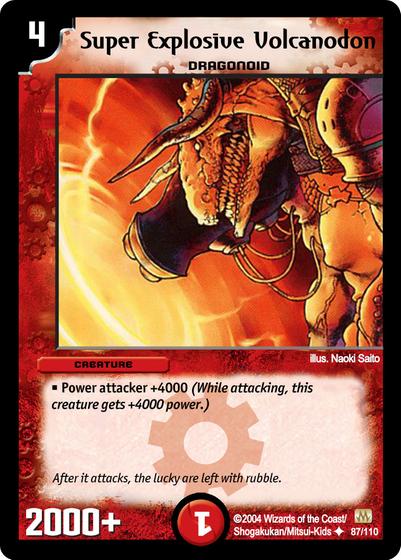 4
Super Explosive Volcanodon
DRAGONOID
illus. Naoki Saito
CREATURE
▪ Power attacker +4000 (While attacking, this
creature gets +4000 power.)
After it attacks, the lucky are left with rubble.
2000+
1
©2004 Wizards of the Coast/
Shogakukan/Mitsui-Kids ✦ 87/110